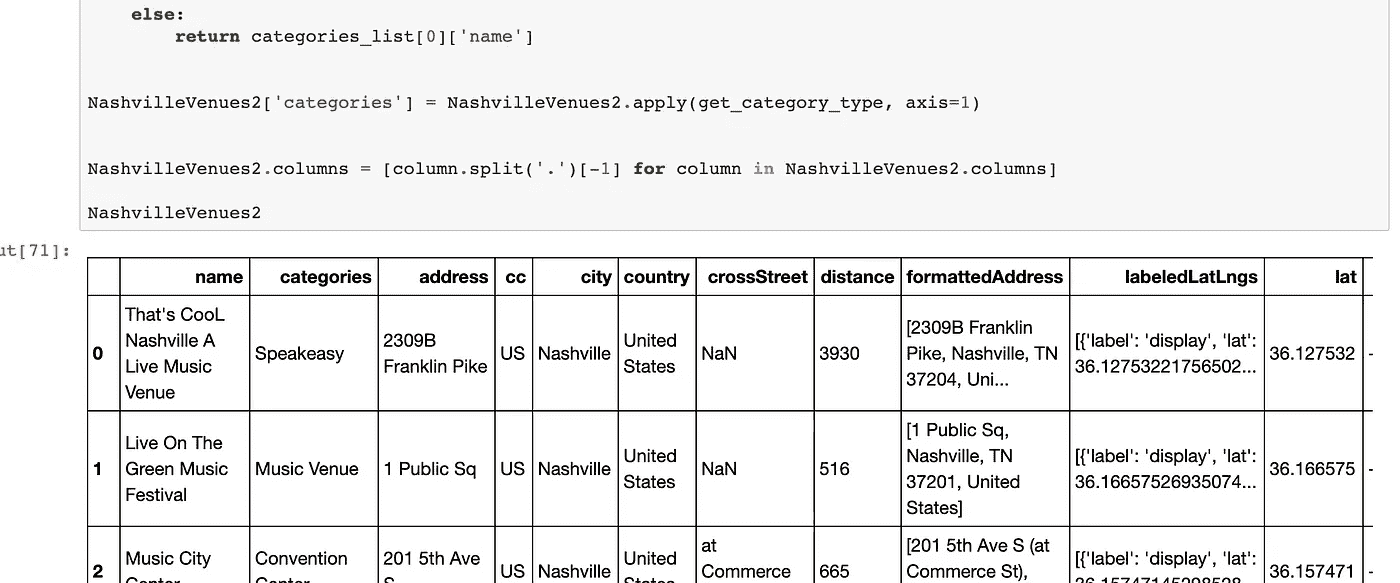 else:
return categories_list[0]['name']
NashvilleVenues2['categories'] = NashvilleVenues2.apply(get_category_type, axis=1)
NashvilleVenues2.columns = [column.split('.')[-1] for column in NashvilleVenues2.columns]
NashvilleVenues2
ut[71]:
name categories address cc city country crossStreet distance formattedAddress labeledLatLngs lat
0 That's CooL Nashville A Live Music Venue Speakeasy 2309B Franklin Pike US Nashville United States NaN 3930 [2309B Franklin Pike, Nashville, TN 37204, Uni... [{'label': 'display', 'lat': 36.12753221756502... 36.127532 -
1 Live On The Green Music Festival Music Venue 1 Public Sq US Nashville United States NaN 516 [1 Public Sq, Nashville, TN 37201, United States] [{'label': 'display', 'lat': 36.16657526935074... 36.166575 -
2 Music City Convention 201 5th Ave US Nashville United States at Commerce 665 [201 5th Ave S (at Commerce St), [{'label': 'display', 'lat': 36.157471 -